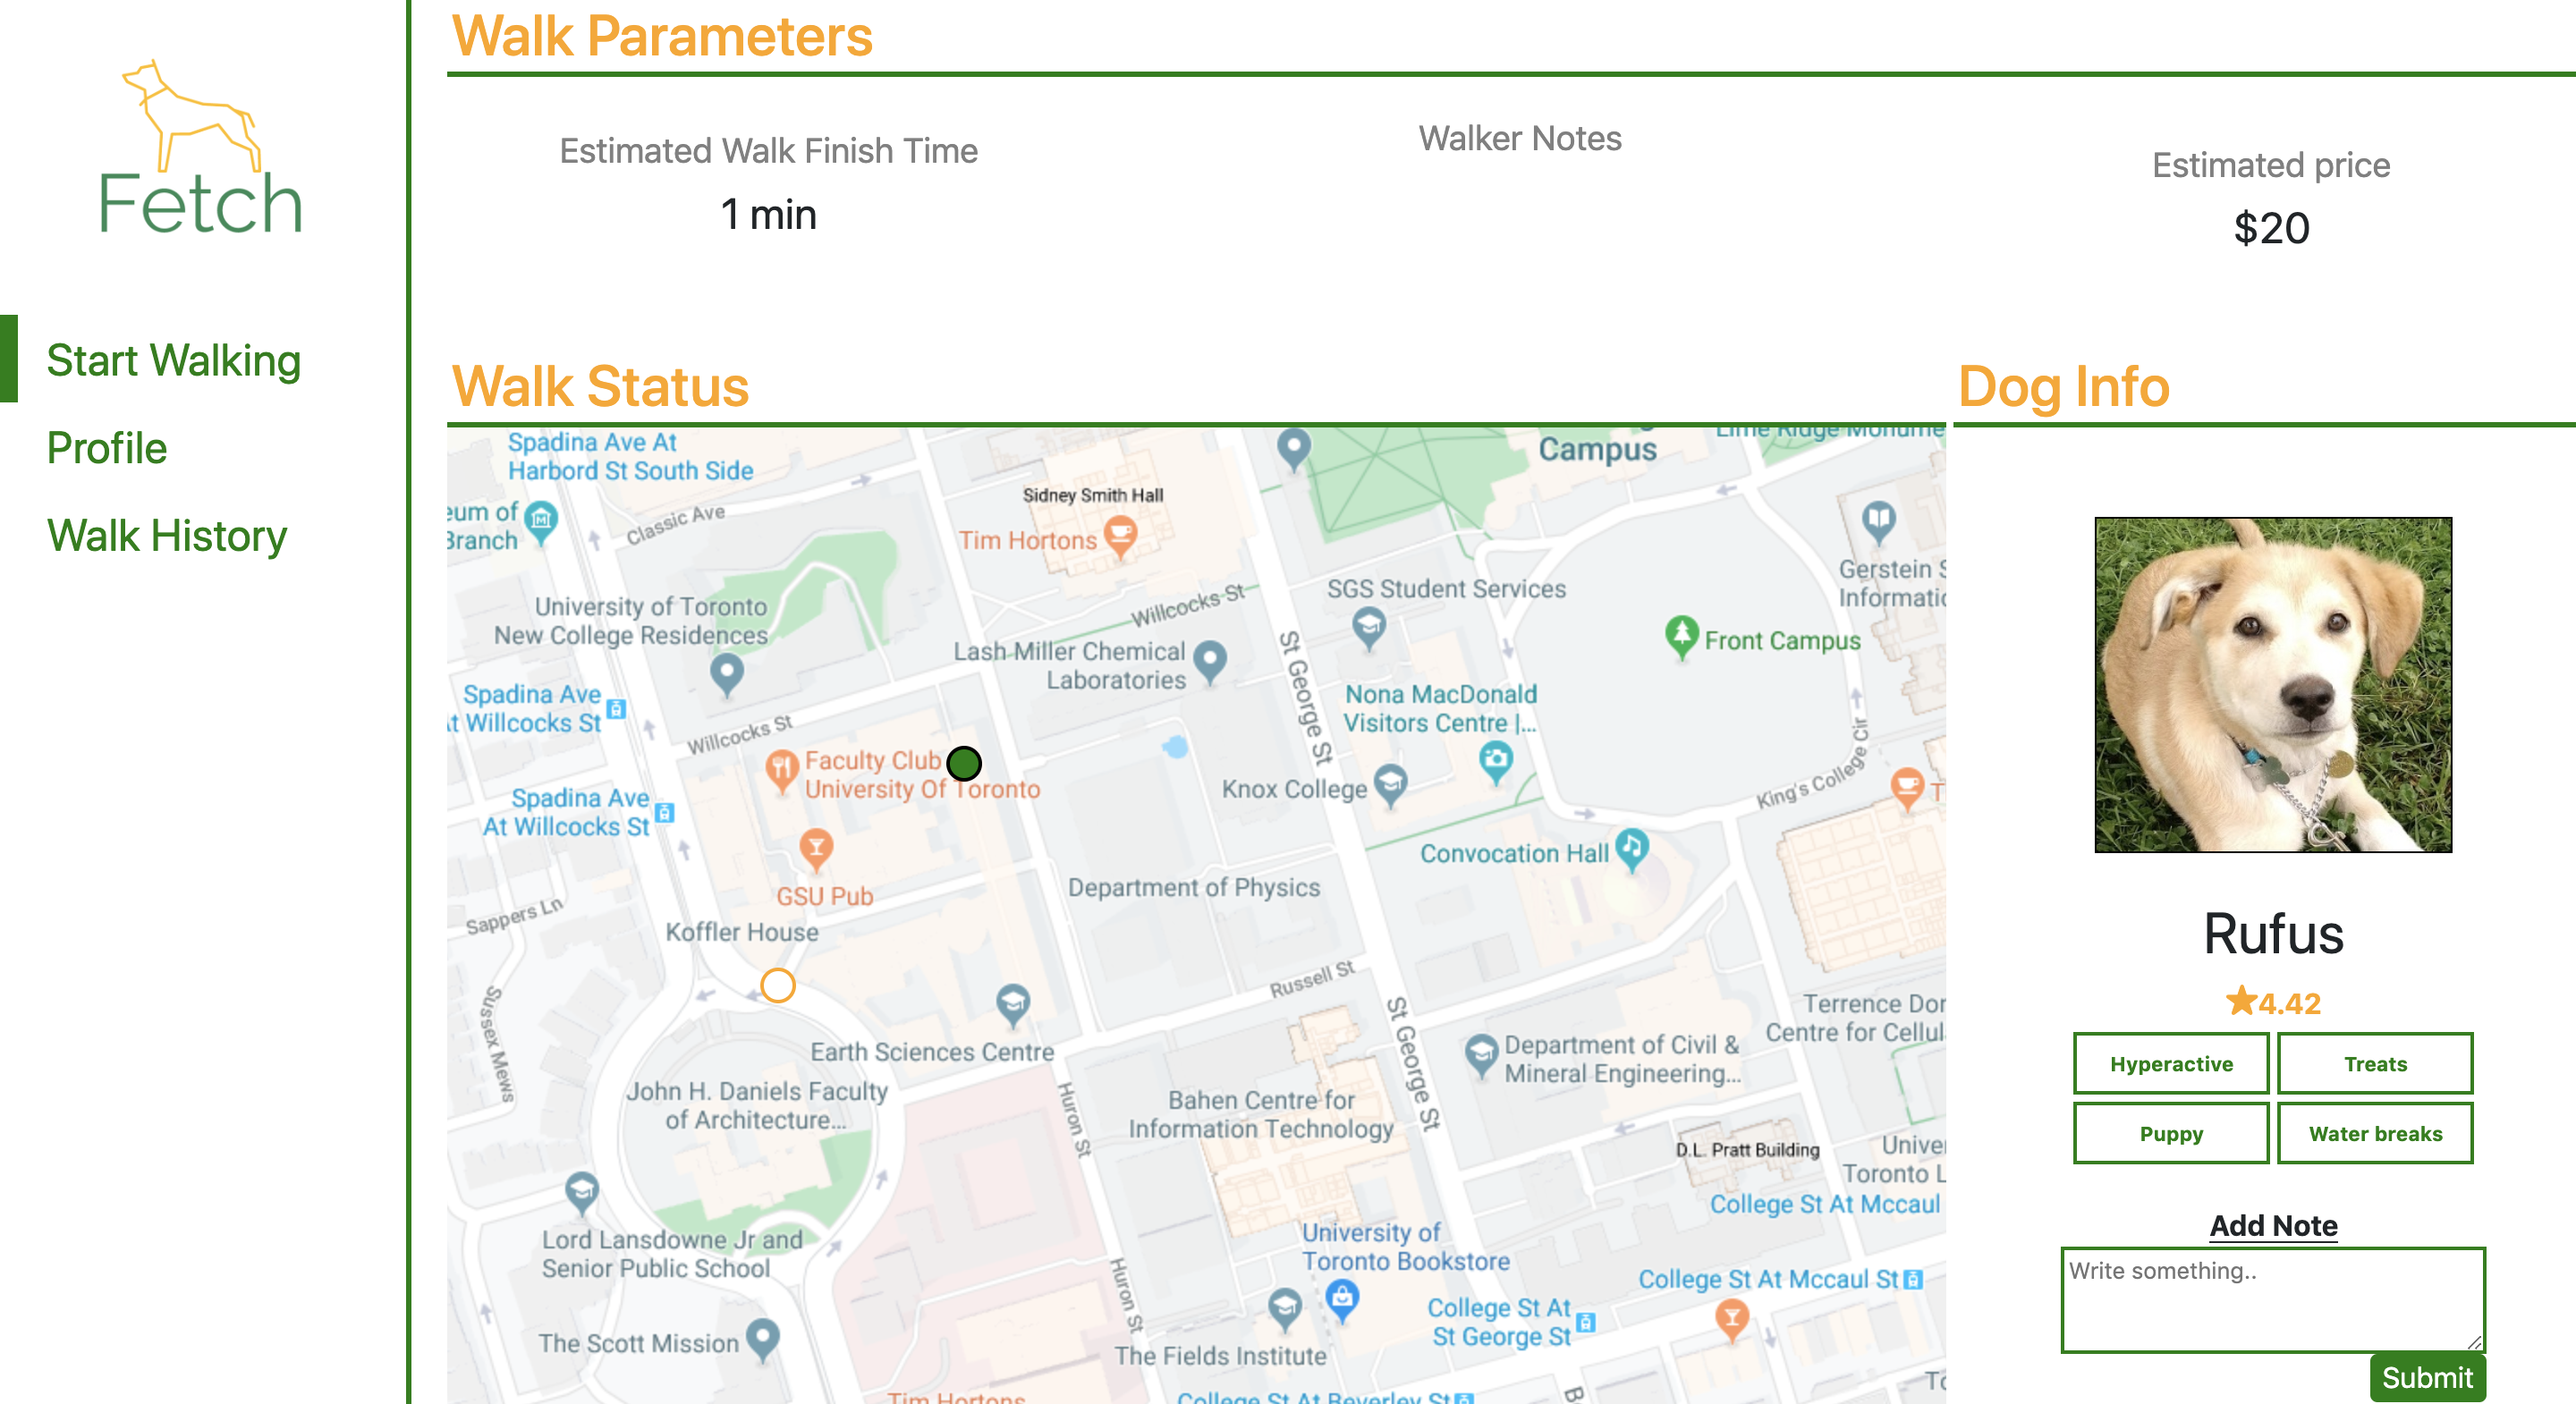 Fetch
Start Walking
Profile
Walk History
Walk Parameters
Estimated Walk Finish Time
1 min
Walker Notes
Estimated price
$20
Walk Status
Spadina Ave At
Harbord St South Side
Campus
Classic Ave
Sidney Smith Hall
Tim Hortons
eum of
Branch
Gerstein
University of Toronto
New College Residences
Willcocks St
SGS Student Services
Front Campus
Lash Miller Chemical
Laboratories
St George St
Spadina Ave
At Willcocks St
Nona MacDonald
Visitors Centre |...
Willcocks St
Faculty Club
University Of Toronto
Knox College
King's College Cir
Spadina Ave
At Willcocks St
Convocation Hall
GSU Pub
Department of Physics
Sappers Ln
Koffler House
Russell St
Sussex Mews
St George St
Earth Sciences Centre
Department of Civil &
Mineral Engineering...
Terrence Don
Centre for Cellul
John H. Daniels Faculty
of Architecture...
Huron St
Bahen Centre for
Information Technology
D.L. Pratt Building
Univer
Toronto L
College St At Mccaul
Lord Lansdowne Jr and
Senior Public School
University of
Toronto Bookstore
Huron St
College St At Mccaul St
College St At
St George St
The Scott Mission
The Fields Institute
Tim Hortons
College St At Beverley St
Dog Info
Rufus
4.42
Hyperactive
Treats
Puppy
Water breaks
Add Note
Write something..
Submit